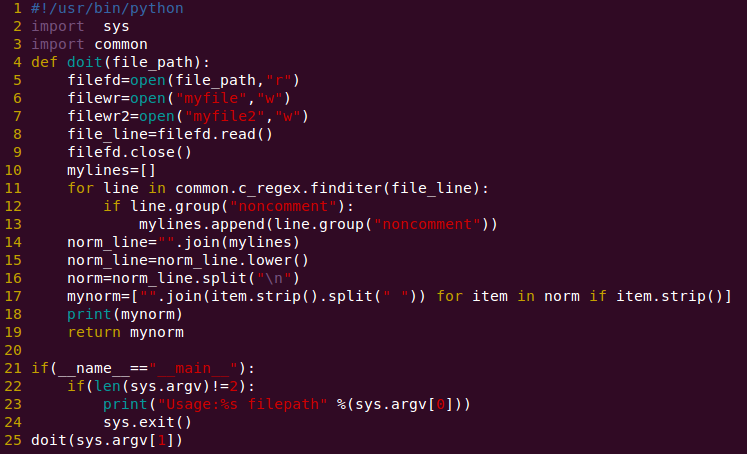 1 #!/usr/bin/python
2 import  sys
3 import common
4 def doit(file_path):
5     filefd=open(file_path,"r")
6     filewr=open("myfile","w")
7     filewr2=open("myfile2","w")
8     file_line=filefd.read()
9     filefd.close()
10     mylines=[]
11     for line in common.c_regex.finditer(file_line):
12         if line.group("noncomment"):
13             mylines.append(line.group("noncomment"))
14     norm_line="".join(mylines)
15     norm_line=norm_line.lower()
16     norm=norm_line.split("\n")
17     mynorm=["".join(item.strip().split(" ")) for item in norm if item.strip()]
18     print(mynorm)
19     return mynorm
20
21 if(__name__=="__main__"):
22     if(len(sys.argv)!=2):
23         print("Usage:%s filepath" %(sys.argv[0]))
24         sys.exit()
25 doit(sys.argv[1])